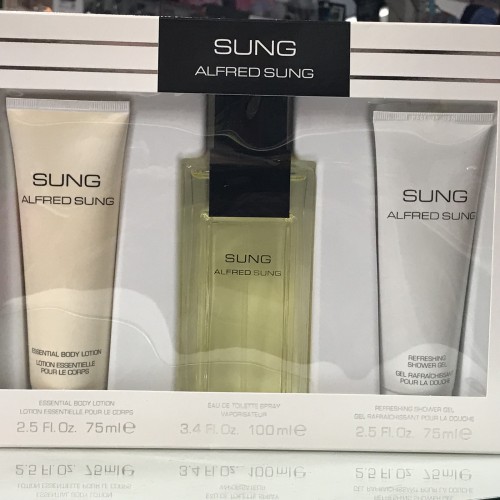 SUNG
ALFRED SUNG
SUNG
ALFRED SUNG
ESSENTIAL BODY LOTION
LOTION ESSENTIELLE
POUR LE CORPS
SUNG
ALFRED SUNG
SUNG
ALFRED SUNG
REFRESHING
SHOWER GEL
GEL RAFRAÎCHISSANT
POUR LA DOUCHE
ESSENTIAL BODY LOTION
LOTION ESSENTIELLE POUR LE CORPS
2.5 Fl.Oz. 75ml℮
EAU DE TOILETTE SPRAY
VAPORISATEUR
3.4 Fl.Oz. 100ml℮
REFRESHING SHOWER GEL
GEL RAFRAÎCHISSANT POUR LA DOUCHE
2.5 Fl.Oz. 75ml℮